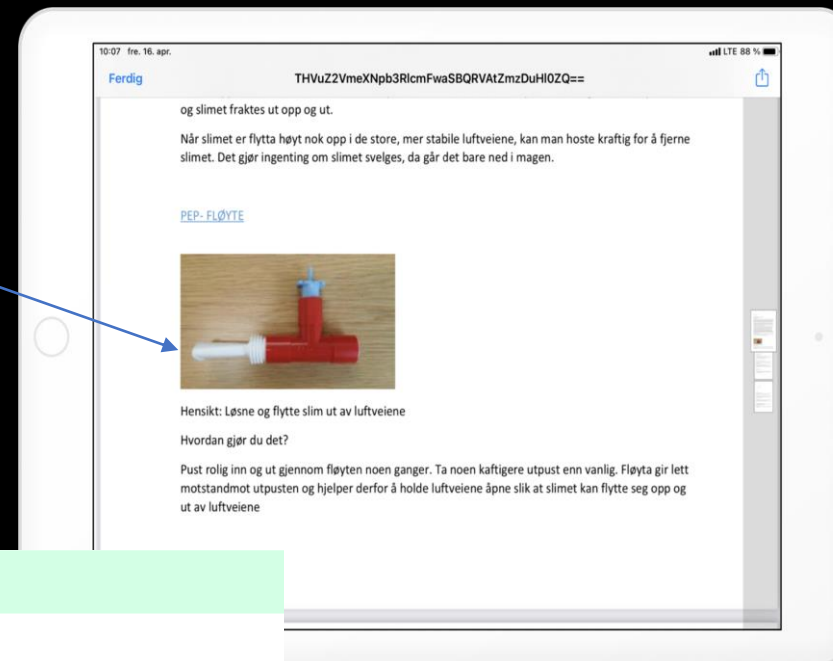 10:07 fre. 16. apr.
LTE 88 %
Ferdig
THVuZ2VmeXNpb3RlcmFwaSBQRVAtZmzDuHl0ZQ==
og slimet fraktes ut opp og ut.
Når slimet er flytta høyt nok opp i de store, mer stabile luftveiene, kan man hoste kraftig for å fjerne
slimet. Det gjør ingenting om slimet svelges, da går det bare ned i magen.
PEP- FLØYTE
Hensikt: Løsne og flytte slim ut av luftveiene
Hvordan gjør du det?
Pust rolig inn og ut gjennom fløyten noen ganger. Ta noen kaftigere utpust enn vanlig. Fløyta gir lett
motstandmot utpusten og hjelper derfor å holde luftveiene åpne slik at slimet kan flytte seg opp og
ut av luftveiene